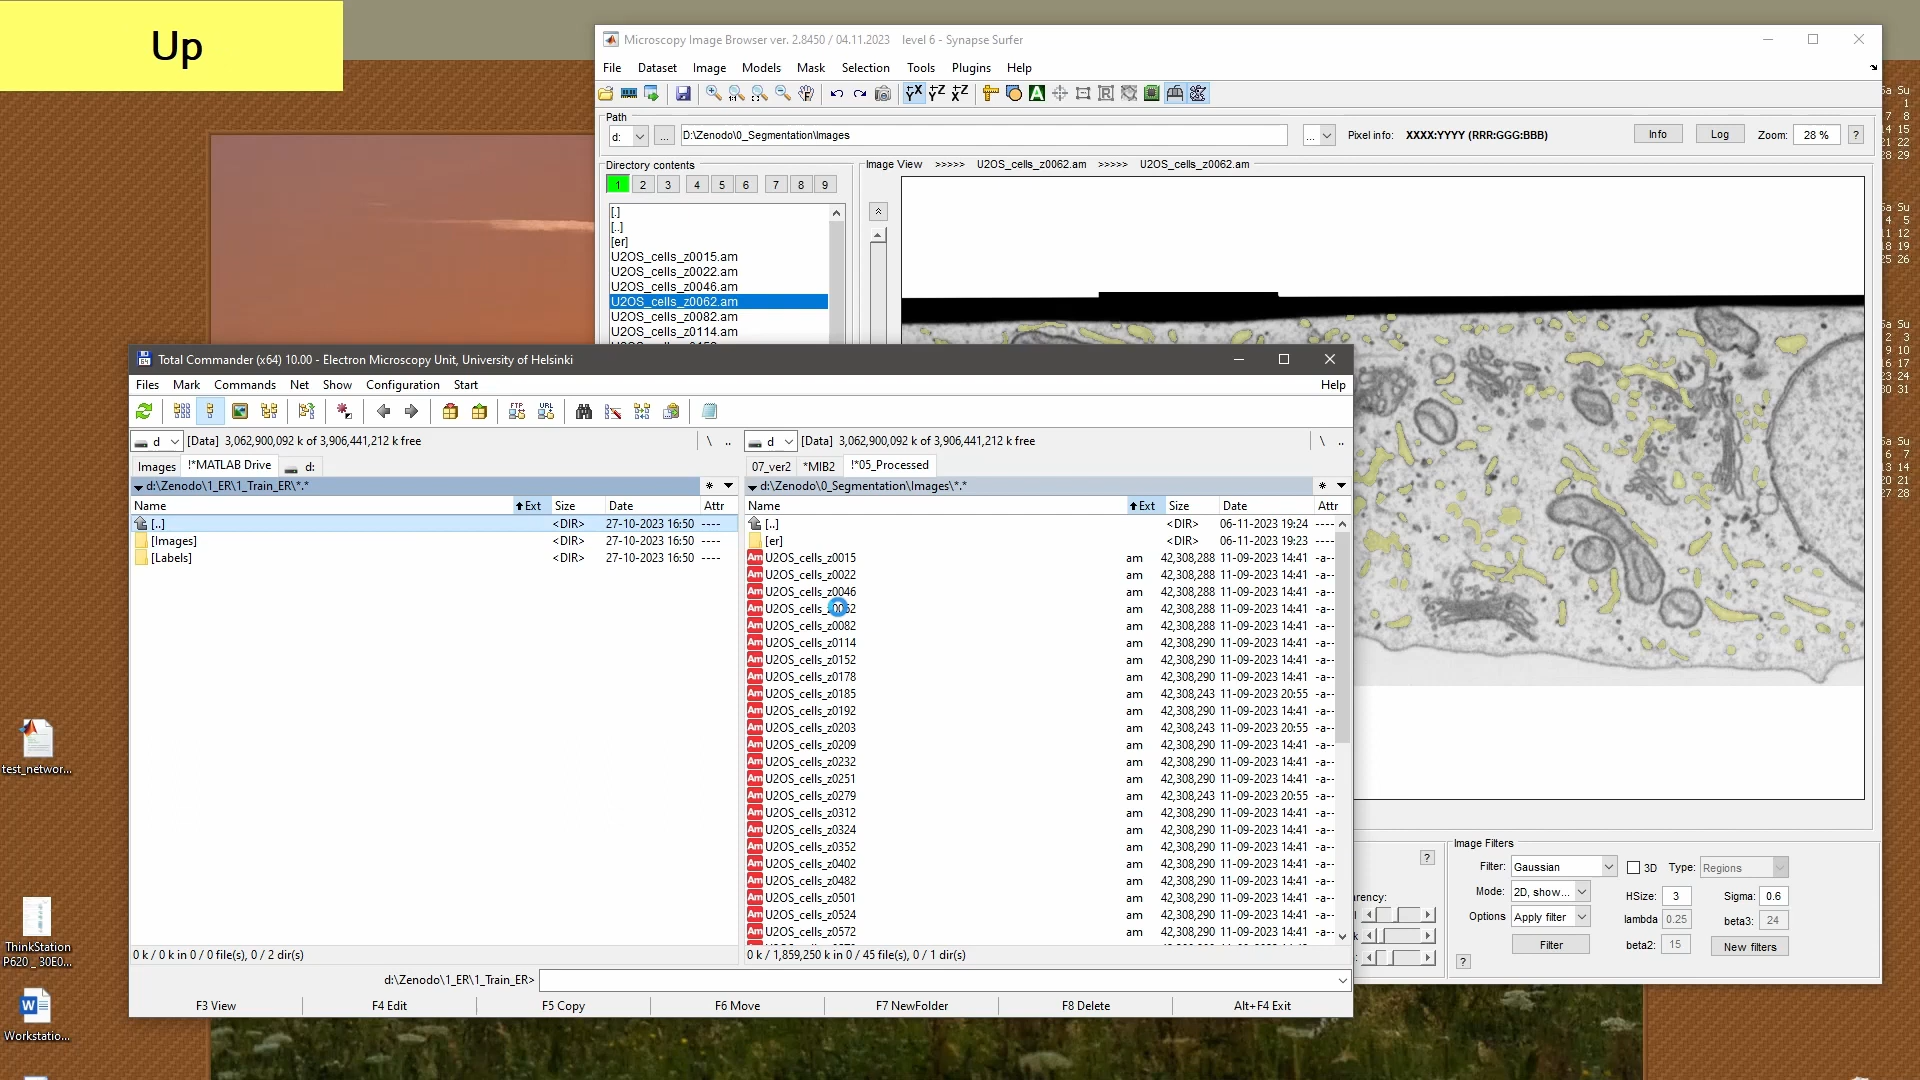 Up
Microscopy Image Browser ver. 2.8450 / 04.11.2023 level 6 - Synapse Surfer
File Dataset Image Models Mask Selection Tools Plugins Help
Path
d: ... D:\Zenodo\0_Segmentation\Images ... Pixel info: XXXX:YYYY (RRR:GGG:BBB) Info Log Zoom: 28 % ?
Directory contents
1 2 3 4 5 6 7 8 9
Image View >>>>> U2OS_cells_z0062.am >>>>> U2OS_cells_z0062.am
[.]
[..]
[er]
U2OS_cells_z0015.am
U2OS_cells_z0022.am
U2OS_cells_z0046.am
U2OS_cells_z0062.am
U2OS_cells_z0082.am
U2OS_cells_z0114.am
Total Commander (x64) 10.00 - Electron Microscopy Unit, University of Helsinki
Files Mark Commands Net Show Configuration Start Help
d [Data] 3,062,900,092 k of 3,906,441,212 k free \ ..
Images !*MATLAB Drive d:
d:\Zenodo\1_ER\1_Train_ER\*.*
Name Ext Size Date Attr
[..] <DIR> 27-10-2023 16:50 ----
[Images] <DIR> 27-10-2023 16:50 ----
[Labels] <DIR> 27-10-2023 16:50 ----
0 k / 0 k in 0 / 0 file(s), 0 / 2 dir(s)
d [Data] 3,062,900,092 k of 3,906,441,212 k free \ ..
07_ver2 *MIB2 !*05_Processed
d:\Zenodo\0_Segmentation\Images\*.*
Name Ext Size Date Attr
[..] <DIR> 06-11-2023 19:24 ----
[er] <DIR> 06-11-2023 19:23 ----
U2OS_cells_z0015 am 42,308,288 11-09-2023 14:41 -a--
U2OS_cells_z0022 am 42,308,288 11-09-2023 14:41 -a--
U2OS_cells_z0046 am 42,308,288 11-09-2023 14:41 -a--
U2OS_cells_z0062 am 42,308,288 11-09-2023 14:41 -a--
U2OS_cells_z0082 am 42,308,288 11-09-2023 14:41 -a--
U2OS_cells_z0114 am 42,308,290 11-09-2023 14:41 -a--
U2OS_cells_z0152 am 42,308,290 11-09-2023 14:41 -a--
U2OS_cells_z0178 am 42,308,290 11-09-2023 14:41 -a--
U2OS_cells_z0185 am 42,308,243 11-09-2023 20:55 -a--
U2OS_cells_z0192 am 42,308,290 11-09-2023 14:41 -a--
U2OS_cells_z0203 am 42,308,243 11-09-2023 20:55 -a--
U2OS_cells_z0209 am 42,308,290 11-09-2023 14:41 -a--
U2OS_cells_z0232 am 42,308,290 11-09-2023 14:41 -a--
U2OS_cells_z0251 am 42,308,290 11-09-2023 14:41 -a--
U2OS_cells_z0279 am 42,308,243 11-09-2023 20:55 -a--
U2OS_cells_z0312 am 42,308,290 11-09-2023 14:41 -a--
U2OS_cells_z0324 am 42,308,290 11-09-2023 14:41 -a--
U2OS_cells_z0352 am 42,308,290 11-09-2023 14:41 -a--
U2OS_cells_z0402 am 42,308,290 11-09-2023 14:41 -a--
U2OS_cells_z0482 am 42,308,290 11-09-2023 14:41 -a--
U2OS_cells_z0501 am 42,308,290 11-09-2023 14:41 -a--
U2OS_cells_z0524 am 42,308,290 11-09-2023 14:41 -a--
U2OS_cells_z0572 am 42,308,290 11-09-2023 14:41 -a--
0 k / 1,859,250 k in 0 / 45 file(s), 0 / 1 dir(s)
d:\Zenodo\1_ER\1_Train_ER>
F3 View F4 Edit F5 Copy F6 Move F7 NewFolder F8 Delete Alt+F4 Exit
Image Filters
Filter: Gaussian 3D Type: Regions
Mode: 2D, show... HSize: 3 Sigma: 0.6
Options Apply filter lambda 0.25 beta3: 24
Filter beta2: 15 New filters
?
?
test_networ...
ThinkStation
P620 _ 30E0...
Workstatio...